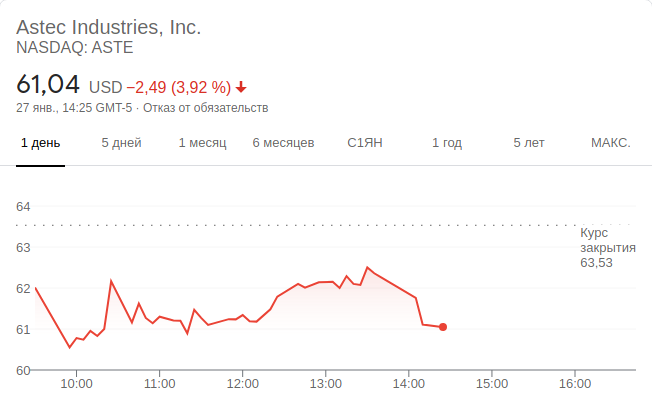 Astec Industries, Inc.
NASDAQ: ASTE
61,04 USD −2,49 (3,92 %)
27 янв., 14:25 GMT-5 · Отказ от обязательств
1 день 5 дней 1 месяц 6 месяцев С1ЯН 1 год 5 лет МАКС.
64
Курс
закрытия
63,53
63
62
61
60
10:00 11:00 12:00 13:00 14:00 15:00 16:00